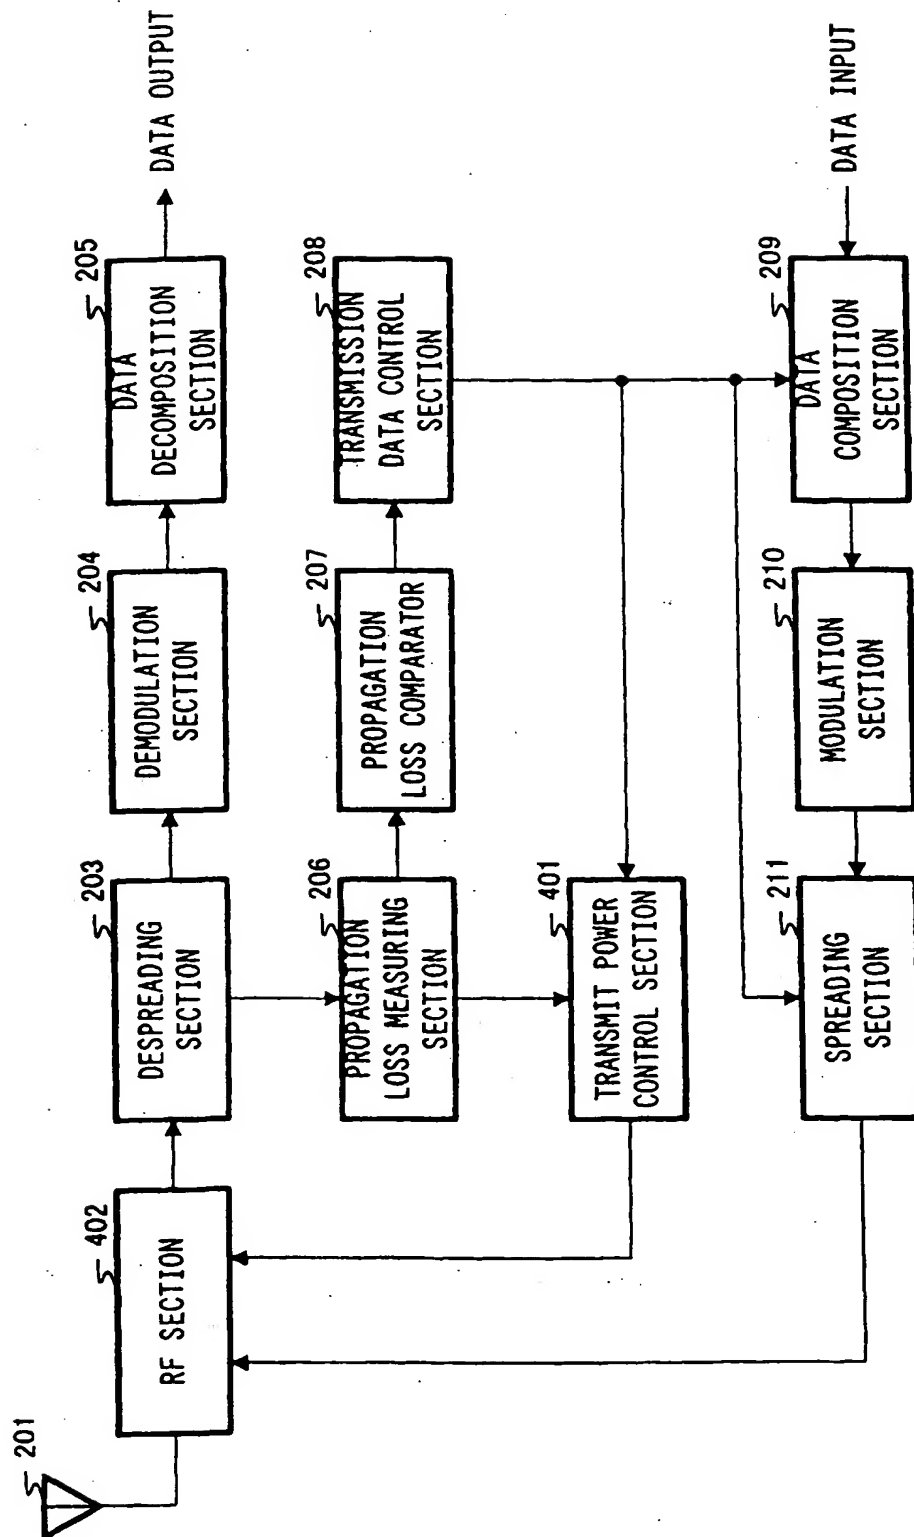 201
402
RF SECTION
203
DESPREADING
SECTION
204
DEMODULATION
SECTION
205
DATA
DECOMPOSITION
SECTION
DATA OUTPUT
206
PROPAGATION
LOSS MEASURING
SECTION
207
PROPAGATION
LOSS COMPARATOR
208
TRANSMISSION
DATA CONTROL
SECTION
401
TRANSMIT POWER
CONTROL SECTION
211
SPREADING
SECTION
210
MODULATION
SECTION
209
DATA
COMPOSITION
SECTION
DATA INPUT